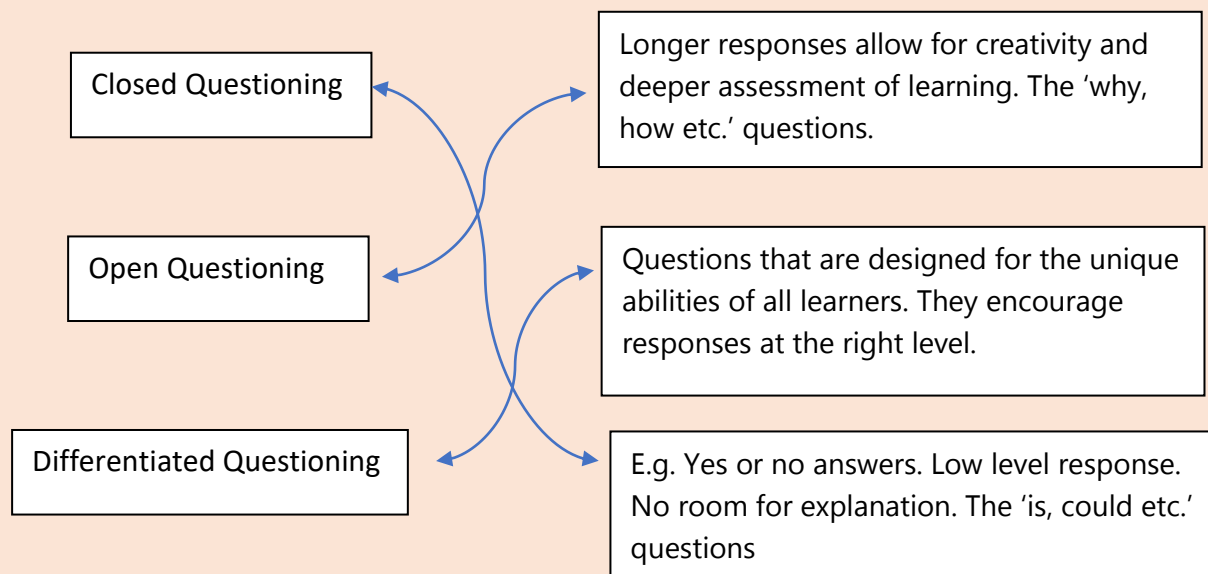 Closed Questioning
Open Questioning
Differentiated Questioning
Longer responses allow for creativity and
deeper assessment of learning. The ‘why,
how etc.’ questions.
Questions that are designed for the unique
abilities of all learners. They encourage
responses at the right level.
E.g. Yes or no answers. Low level response.
No room for explanation. The ‘is, could etc.’
questions